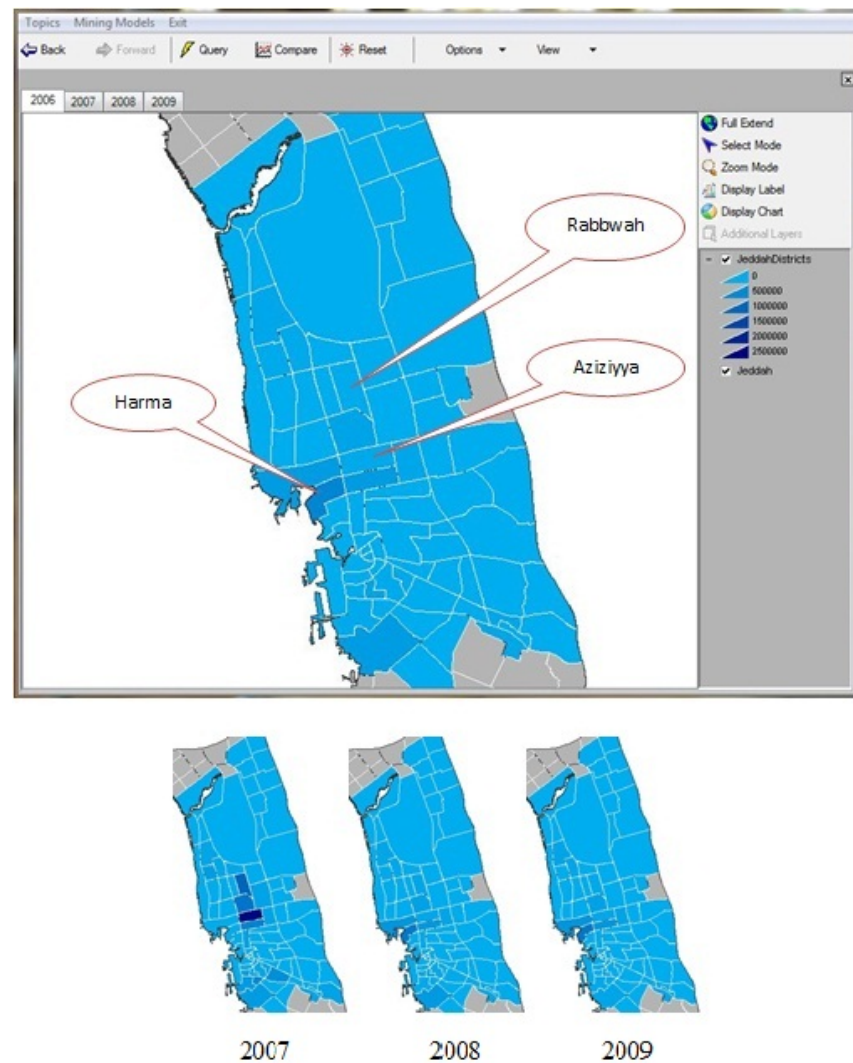 Topics Mining Models Exit
Back Forward Query Compare Reset Options View
2006 2007 2008 2009
Full Extend
Select Mode
Zoom Mode
Display Label
Display Chart
Additional Layers
JeddahDistricts
0
500000
1000000
1500000
2000000
2500000
Jeddah
Rabbwah
Aziziyya
Harma
2007 2008 2009